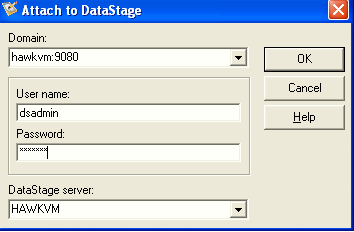 Attach to DataStage
Domain:
hawkvm:9080
OK
Cancel
Help
User name:
dsadmin
Password:
*******
DataStage server:
HAWKVM